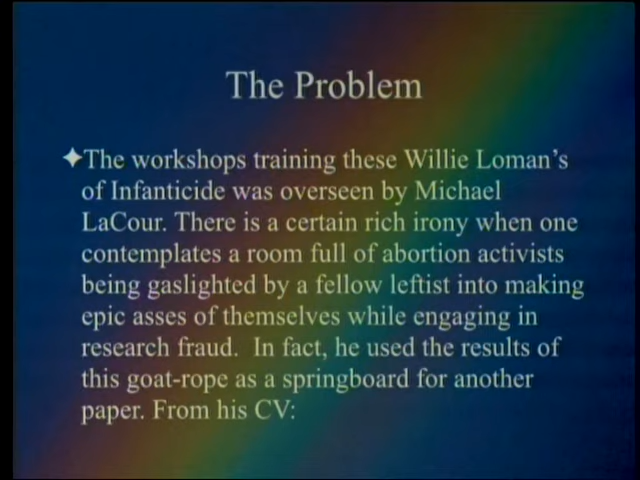 The Problem
The workshops training these Willie Loman's
of Infanticide was overseen by Michael
LaCour. There is a certain rich irony when one
contemplates a room full of abortion activists
being gaslighted by a fellow leftist into making
epic asses of themselves while engaging in
research fraud. In fact, he used the results of
this goat-rope as a springboard for another
paper. From his CV: